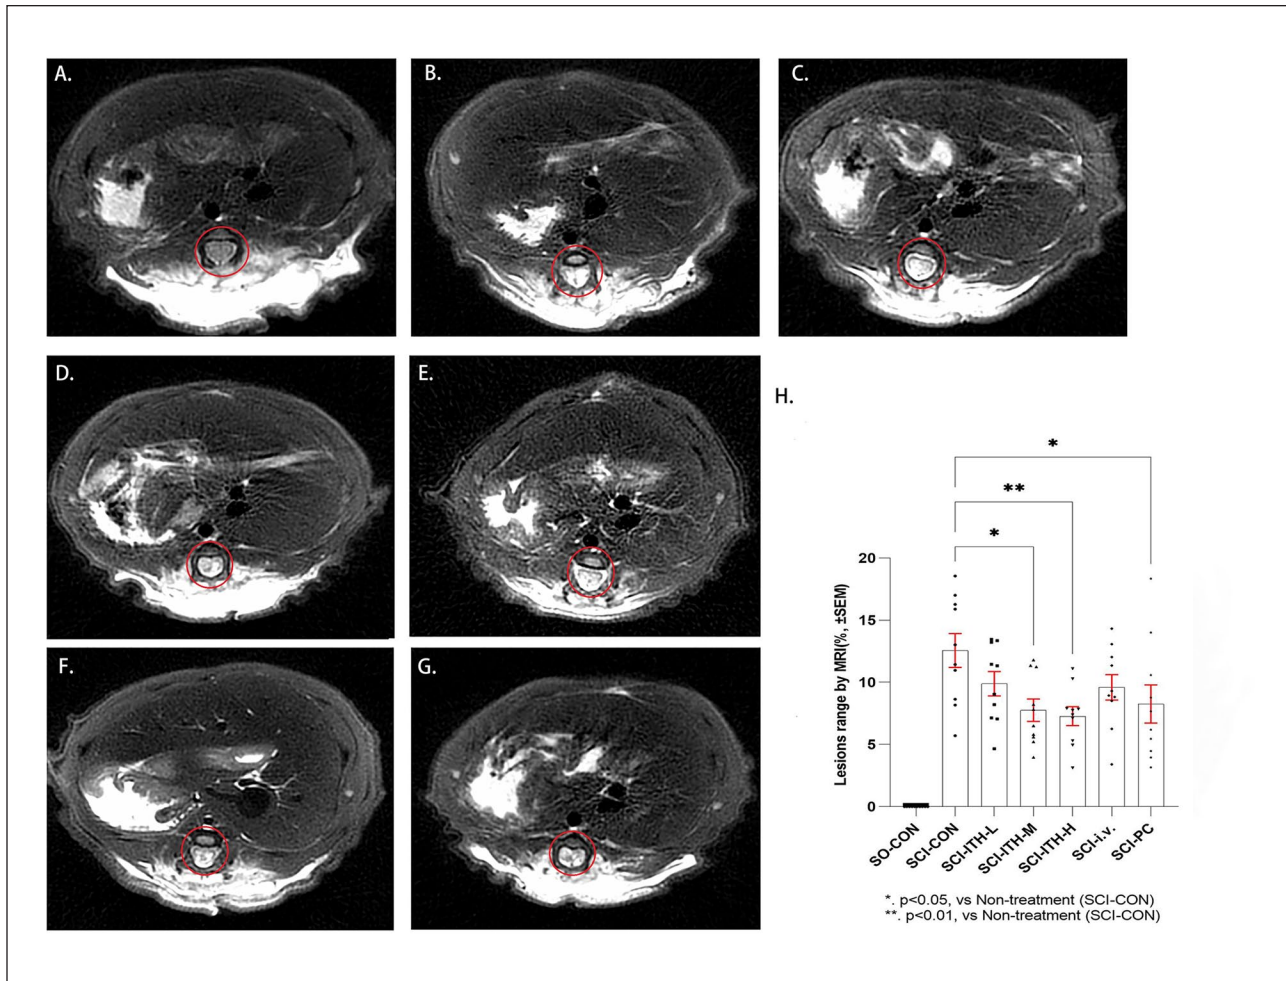 A.
B.
C.
D.
E.
F.
G.
H.
*
**
*
Lesions range by MRI(%, ±SEM)
20
15
10
5
0
SO-CON
SCI-CON
SCI-ITH-L
SCI-ITH-M
SCI-ITH-H
SCI-i.v.
SCI-PC
*. p<0.05, vs Non-treatment (SCI-CON)
**. p<0.01, vs Non-treatment (SCI-CON)